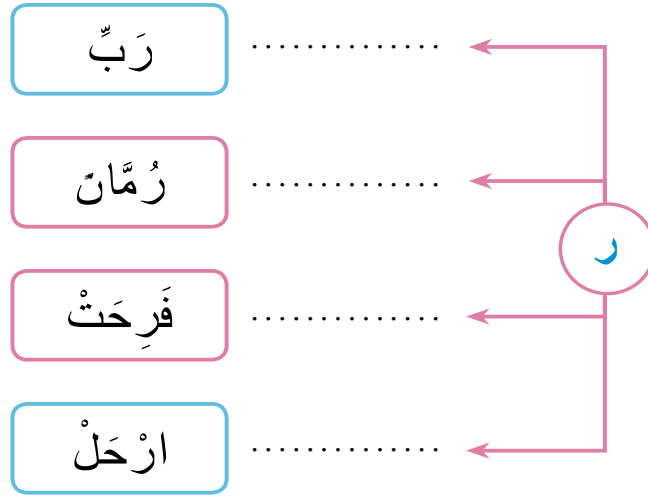 رَبِّ ..............
رُمَّانٌ ..............
ر
فَرِحَتْ ..............
ارْحَلْ ..............